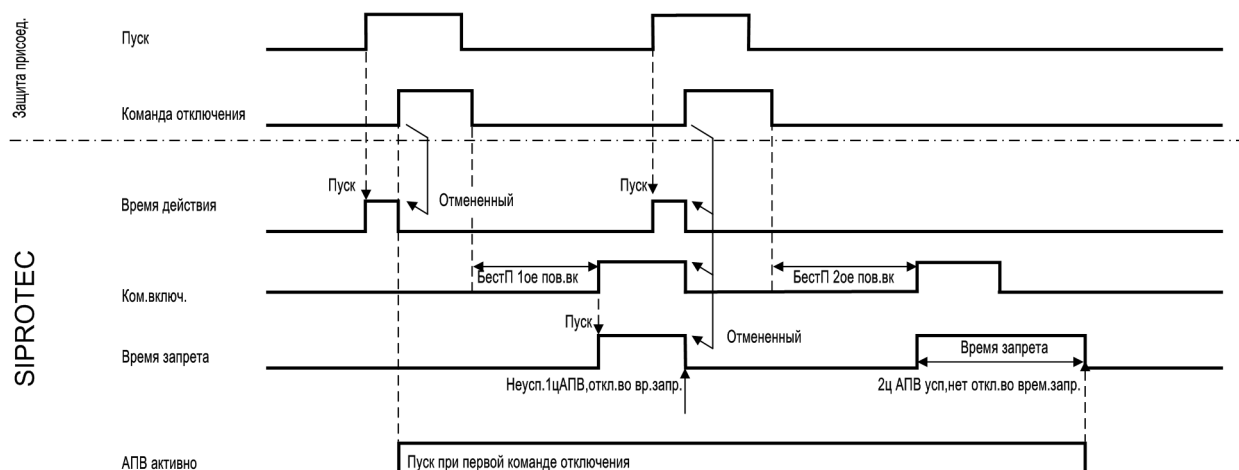 Защита присоед.
Пуск
Команда отключения
SIPROTEC
Пуск
Пуск
Время действия
Отмененный
БестП 1ое пов.вк
БестП 2ое пов.вк
Ком.включ.
Пуск
Отмененный
Время запрета
Время запрета
Неусп.1цАПВ,откл.во вр.запр.
2ц АПВ усп,нет откл.во врем.запр.
АПВ активно
Пуск при первой команде отключения